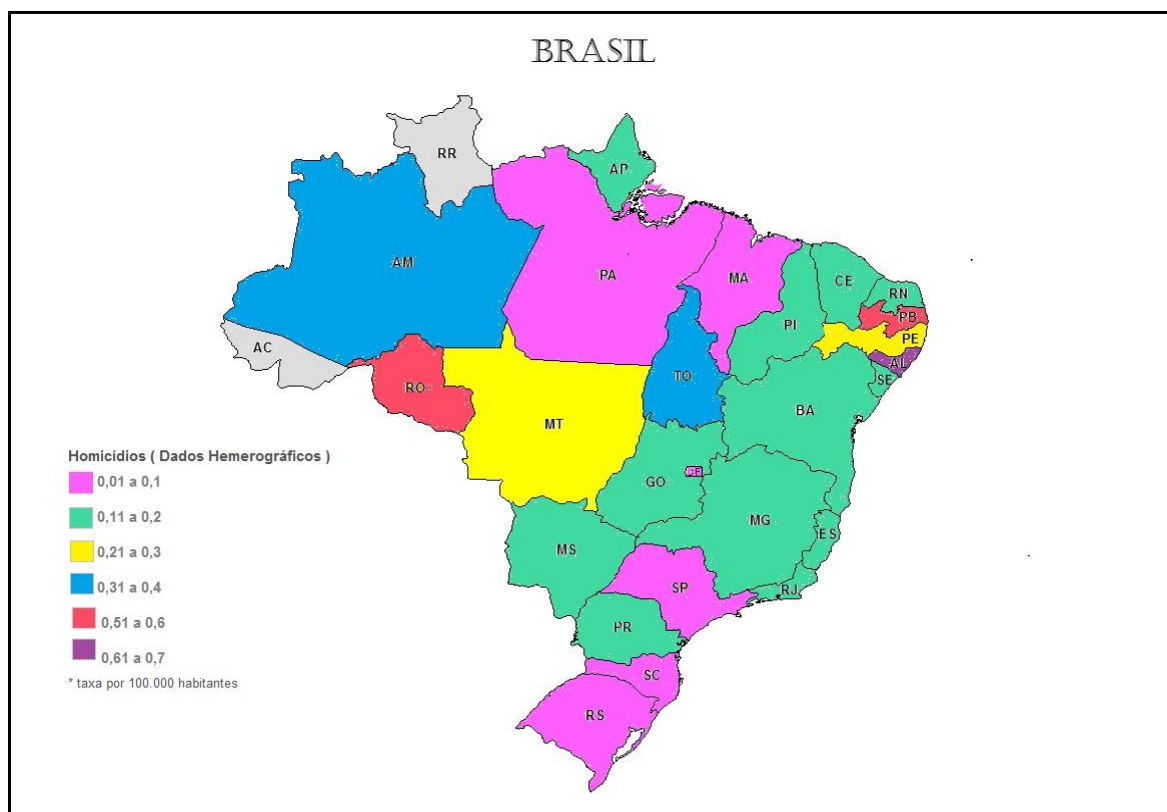 BRASIL
RR
AP
AM
PA
MA
CE
RN
PI
PB
PE
AC
AL
TO
SE
RO
BA
MT
DF
GO
MG
ES
MS
RJ
SP
PR
SC
RS
Homicídios ( Dados Hemerográficos )
0,01 a 0,1
0,11 a 0,2
0,21 a 0,3
0,31 a 0,4
0,51 a 0,6
0,61 a 0,7
* taxa por 100.000 habitantes